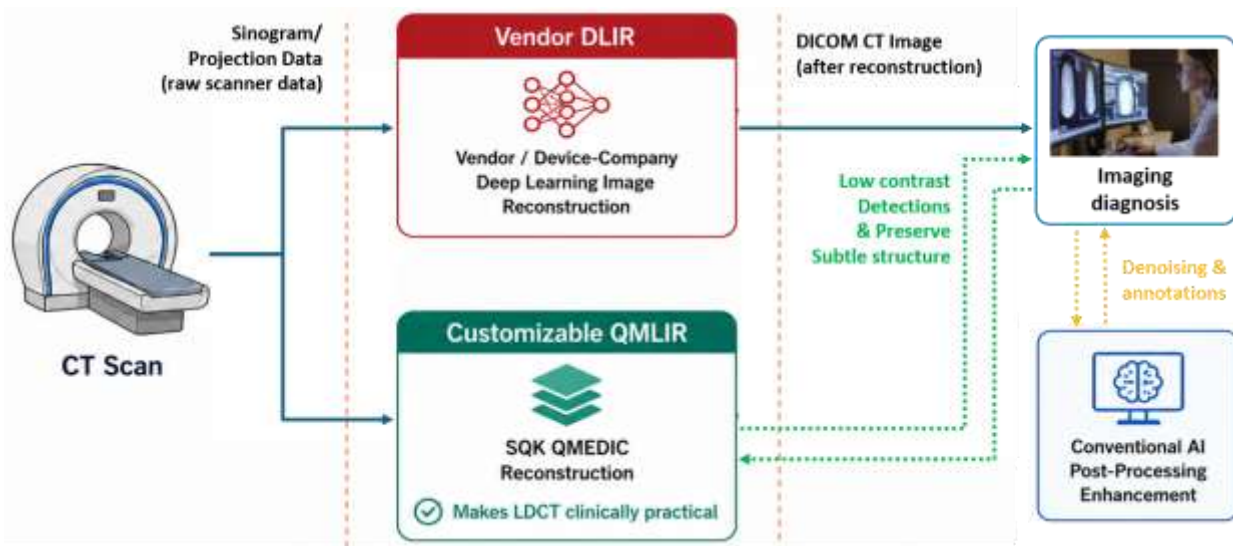 Sinogram/
Projection Data
(raw scanner data)
CT Scan
Vendor DLIR
Vendor / Device-Company
Deep Learning Image
Reconstruction
DICOM CT Image
(after reconstruction)
Low contrast
Detections
& Preserve
Subtle structure
Customizable QMLIR
SQK QMEDIC
Reconstruction
Makes LDCT clinically practical
Imaging
diagnosis
Denoising &
annotations
Conventional AI
Post-Processing
Enhancement